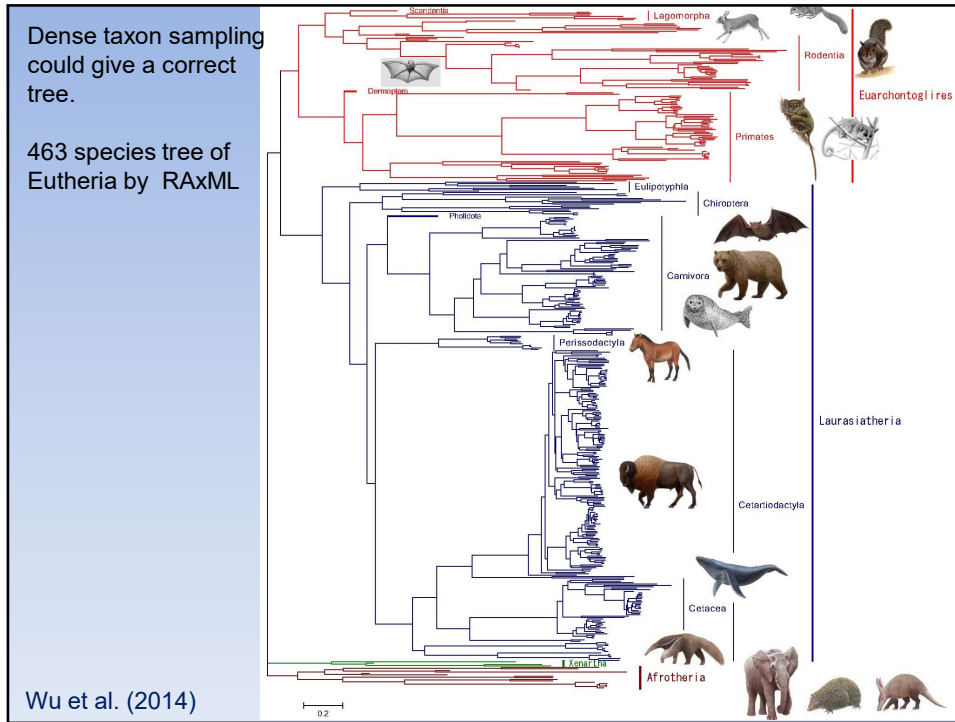 Dense taxon sampling
could give a correct
tree.
463 species tree of
Eutheria by RAxML
Wu et al. (2014)
Scandentia
Lagomorpha
Rodentia
Euarchontoglires
Dermoptera
Primates
Eulipotyphla
Chiroptera
Pholidota
Carnivora
Perissodactyla
Laurasiatheria
Cetartiodactyla
Cetacea
Xenartha
Afrotheria
0.2